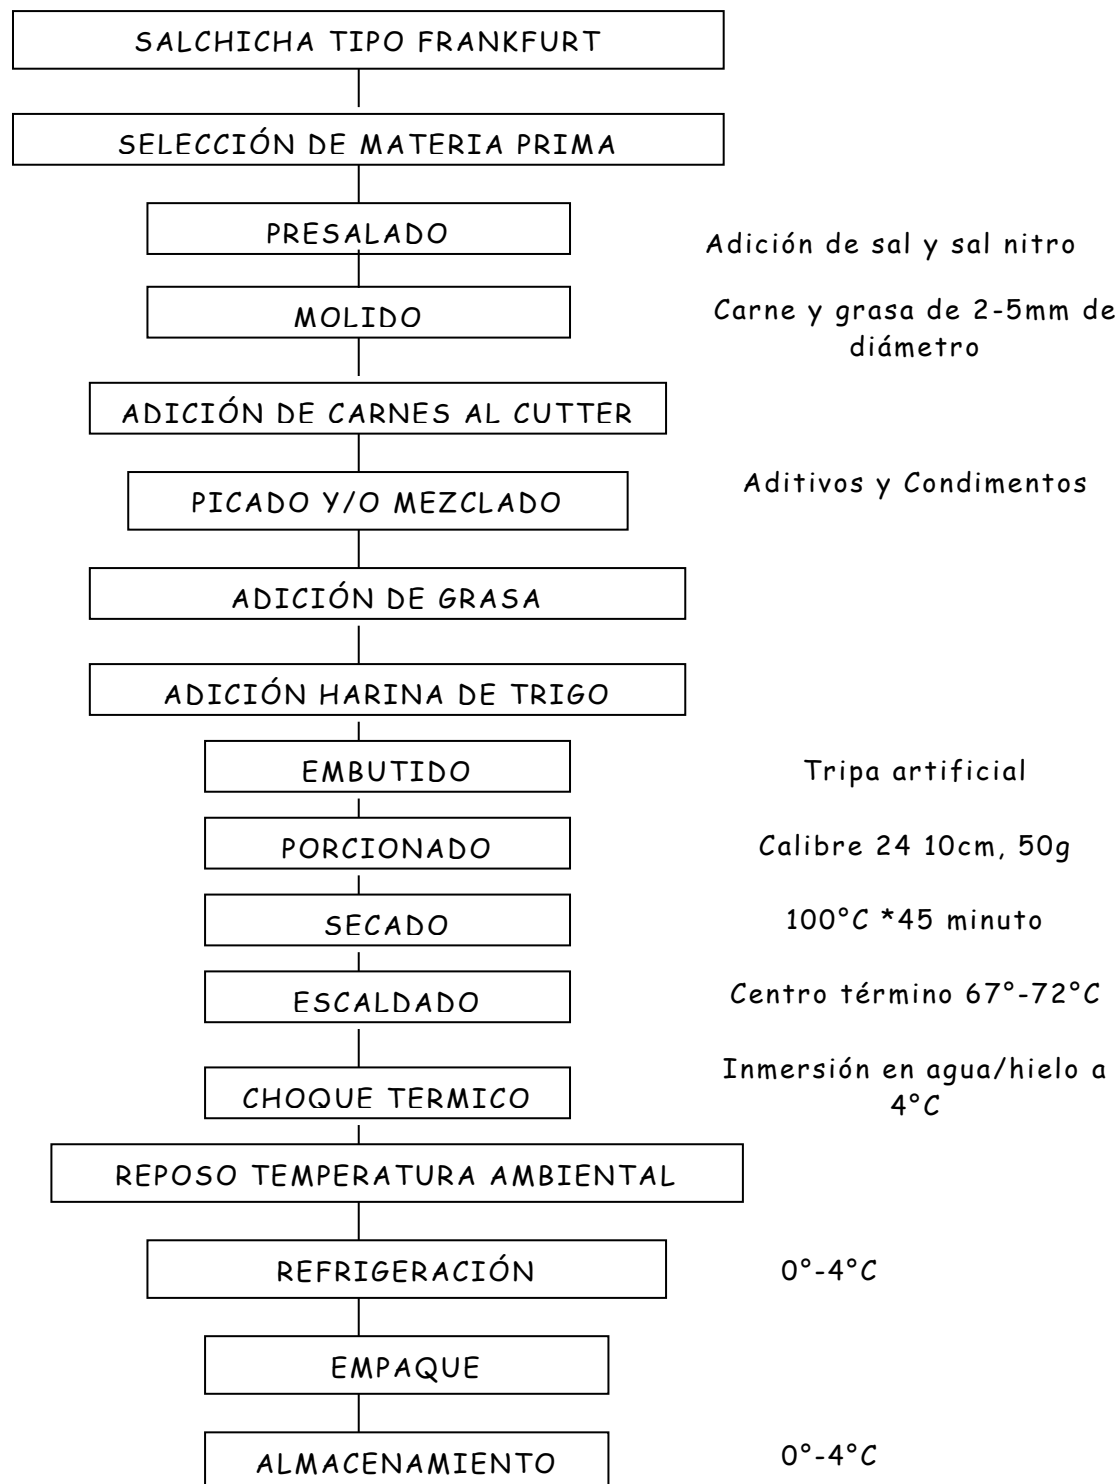 SALCHICHA TIPO FRANKFURT
SELECCIÓN DE MATERIA PRIMA
PRESALADO
Adición de sal y sal nitro
MOLIDO
Carne y grasa de 2-5mm de
diámetro
ADICIÓN DE CARNES AL CUTTER
PICADO Y/O MEZCLADO
Aditivos y Condimentos
ADICIÓN DE GRASA
ADICIÓN HARINA DE TRIGO
EMBUTIDO
Tripa artificial
PORCIONADO
Calibre 24 10cm, 50g
SECADO
100°C *45 minuto
ESCALDADO
Centro término 67°-72°C
CHOQUE TERMICO
Inmersión en agua/hielo a
4°C
REPOSO TEMPERATURA AMBIENTAL
REFRIGERACIÓN
0°-4°C
EMPAQUE
ALMACENAMIENTO
0°-4°C